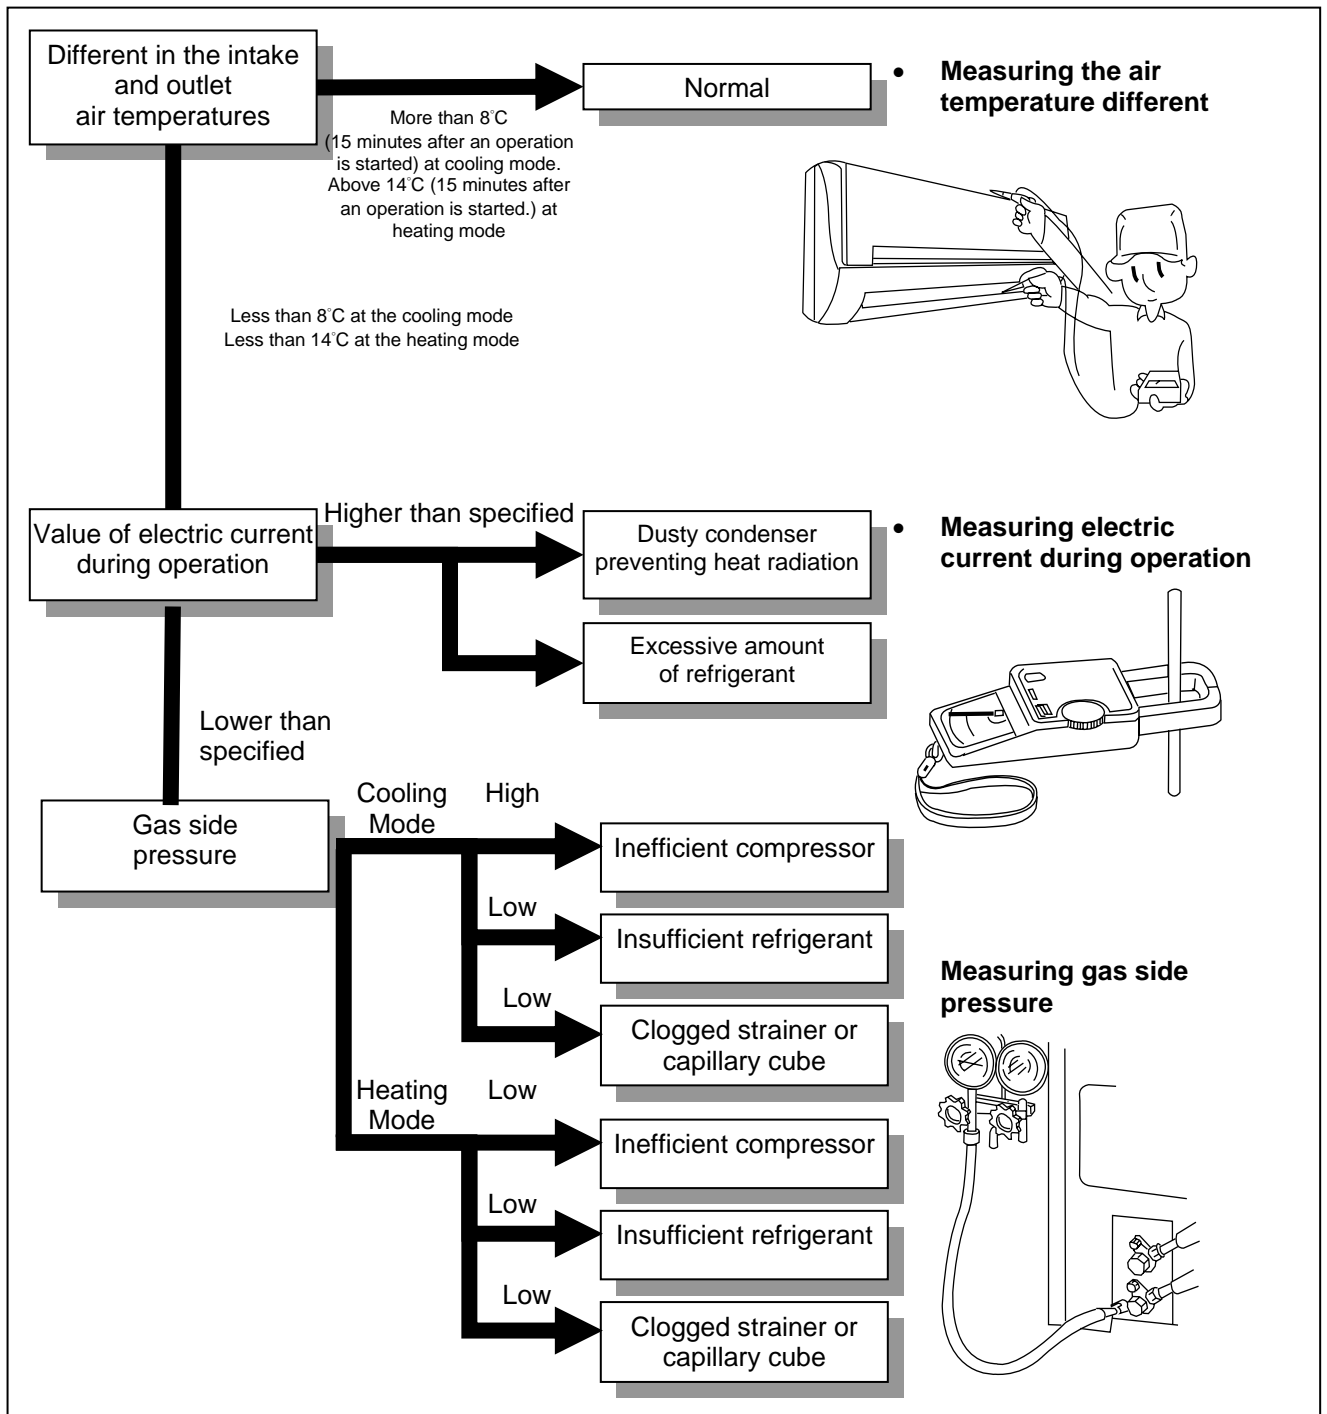 Different in the intake
and outlet
air temperatures
Normal
• Measuring the air
temperature different
More than 8°C
(15 minutes after an operation
is started) at cooling mode.
Above 14°C (15 minutes after
an operation is started.) at
heating mode
Less than 8°C at the cooling mode
Less than 14°C at the heating mode
Value of electric current
during operation
Higher than specified
Dusty condenser
preventing heat radiation
• Measuring electric
current during operation
Excessive amount
of refrigerant
Lower than
specified
Gas side
pressure
Cooling
Mode
High
Inefficient compressor
Low
Insufficient refrigerant
Low
Clogged strainer or
capillary cube
Measuring gas side
pressure
Heating
Mode
Low
Inefficient compressor
Low
Insufficient refrigerant
Low
Clogged strainer or
capillary cube